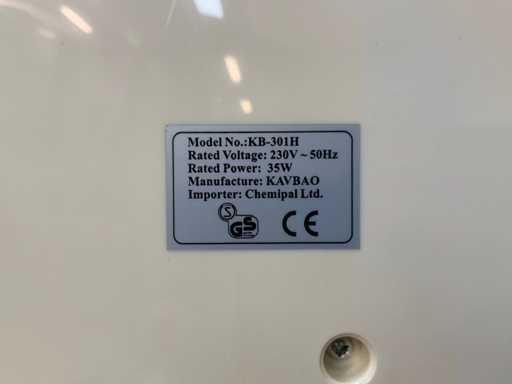 Model No.:KB-301H
Rated Voltage: 230V ~ 50Hz
Rated Power: 35W
Manufacture: KAVBAO
Importer: Chemipal Ltd.
S GS CE